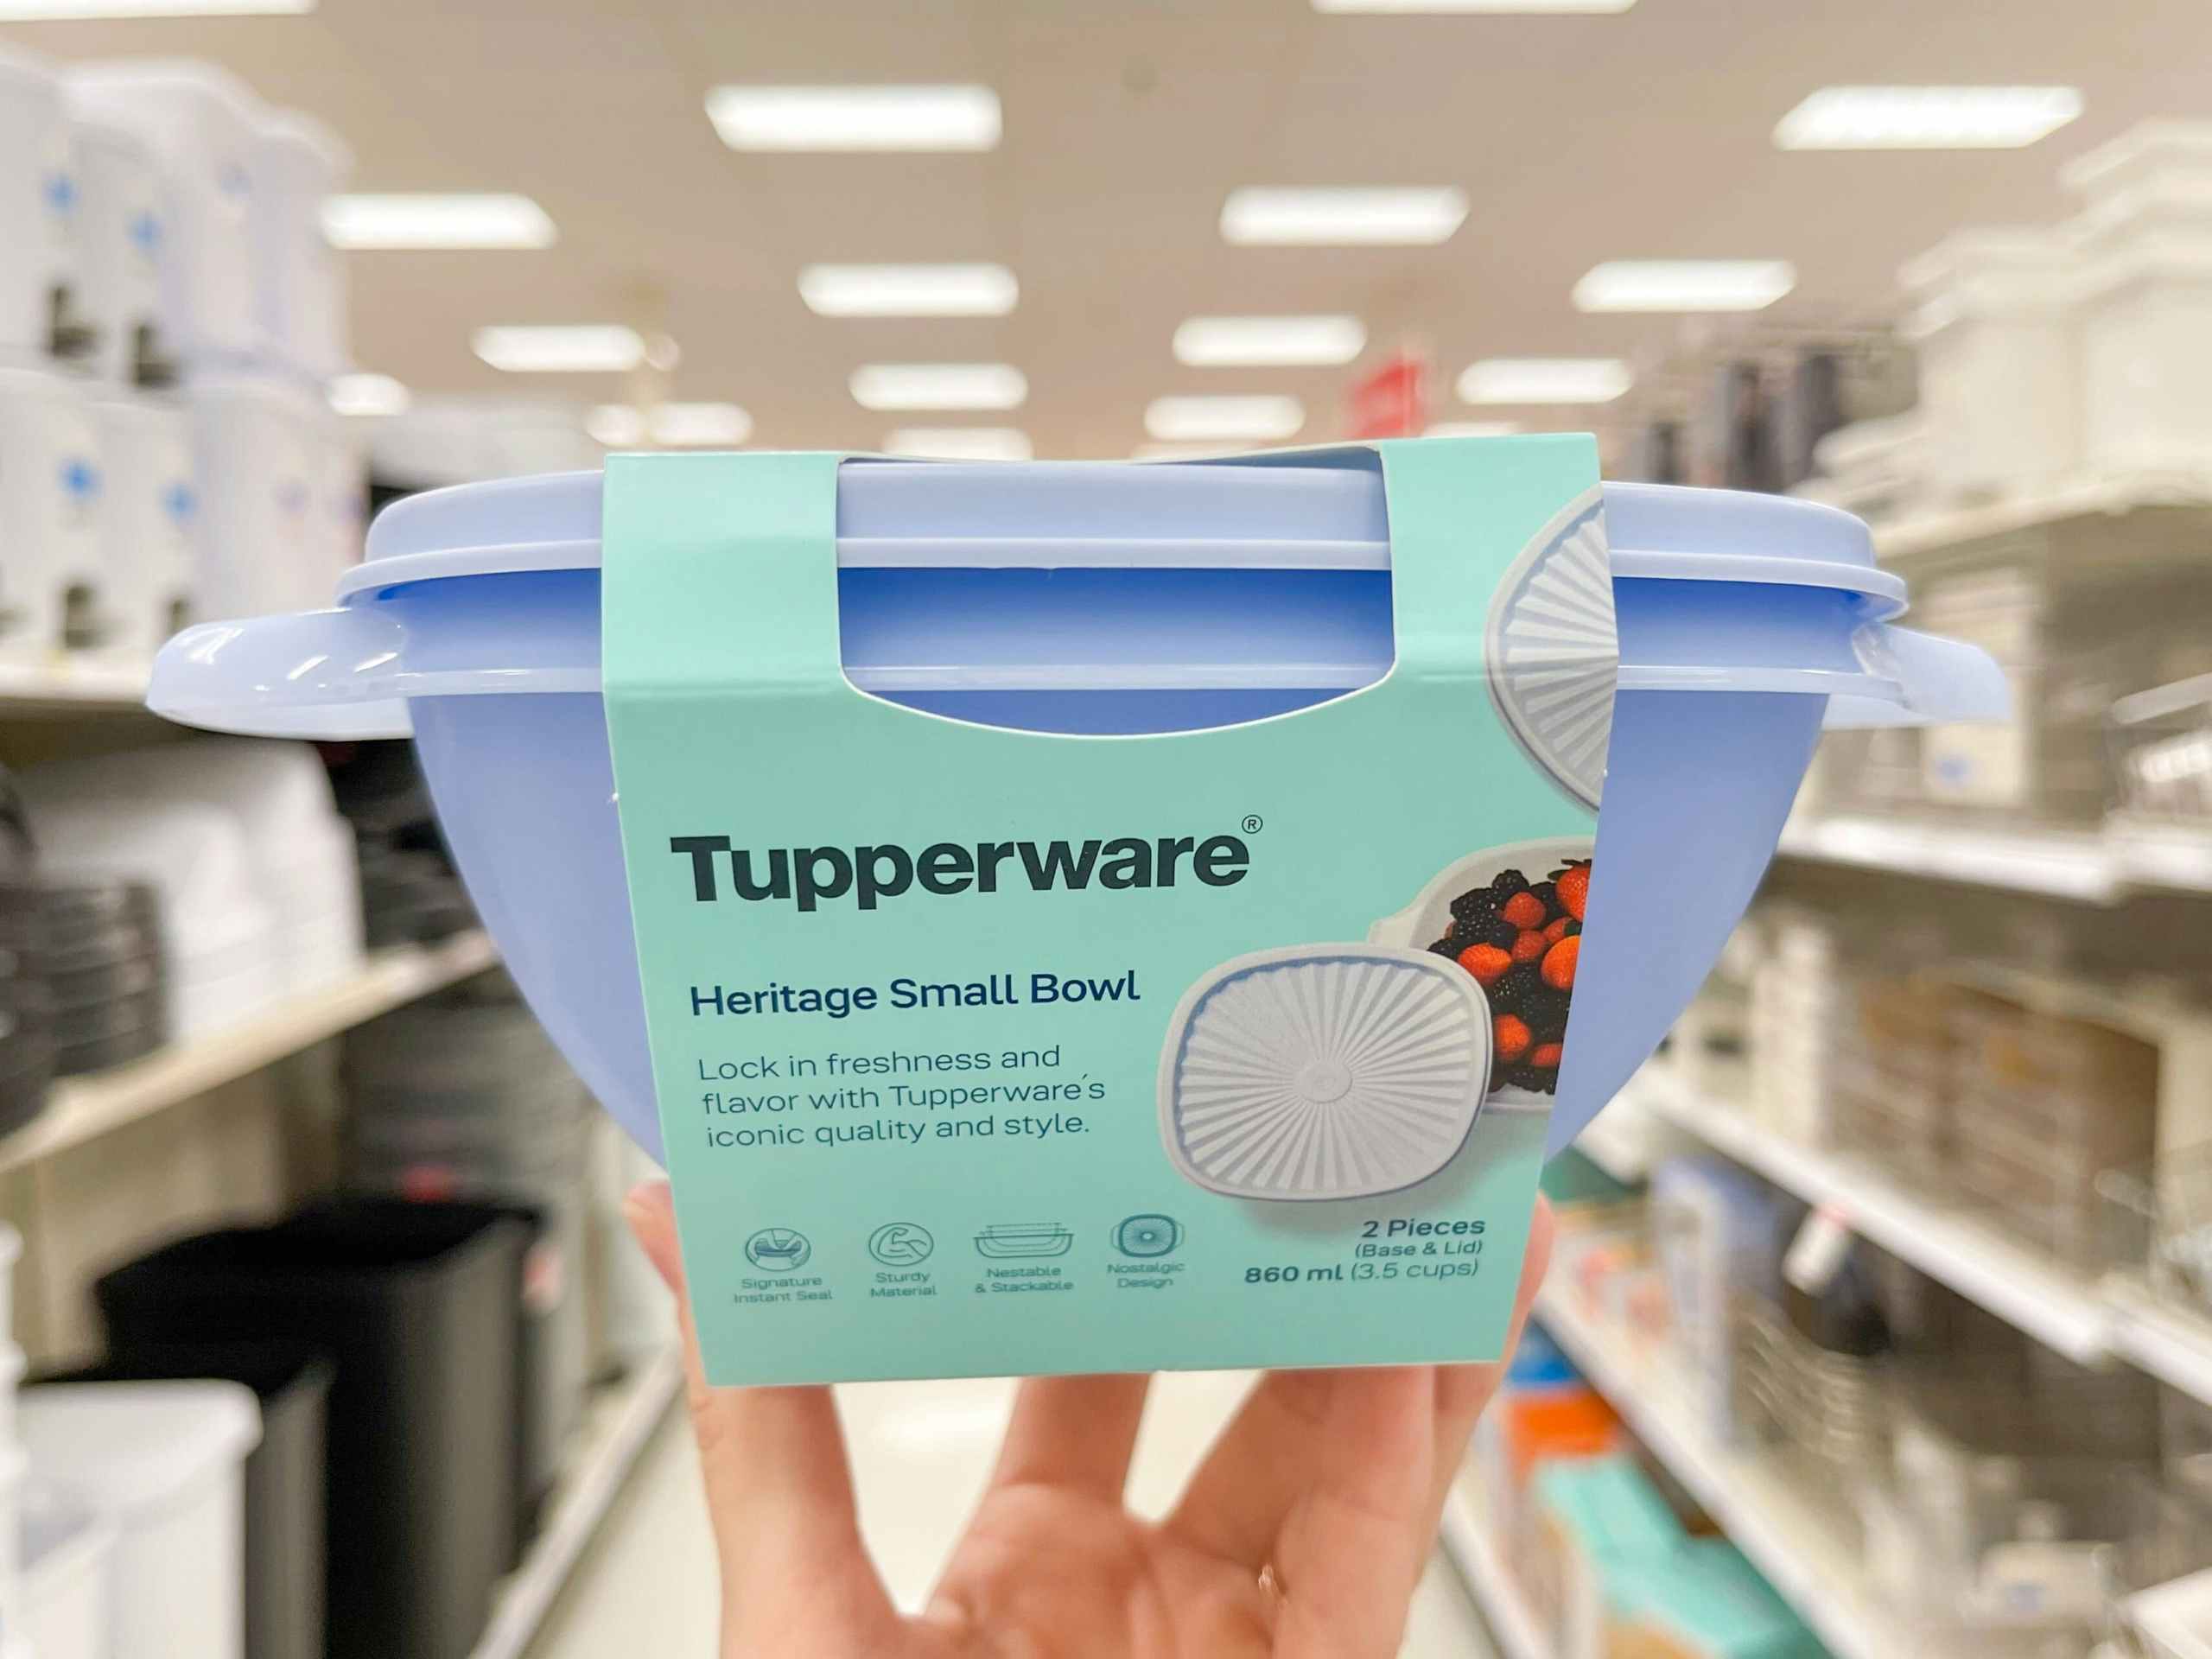 Tupperware®
Heritage Small Bowl
Lock in freshness and
flavor with Tupperware's
iconic quality and style.
Signature
Instant Seal
Sturdy
Material
Nestable
& Stackable
Nostalgic
Design
2 Pieces
(Base & Lid)
860 ml (3.5 cups)